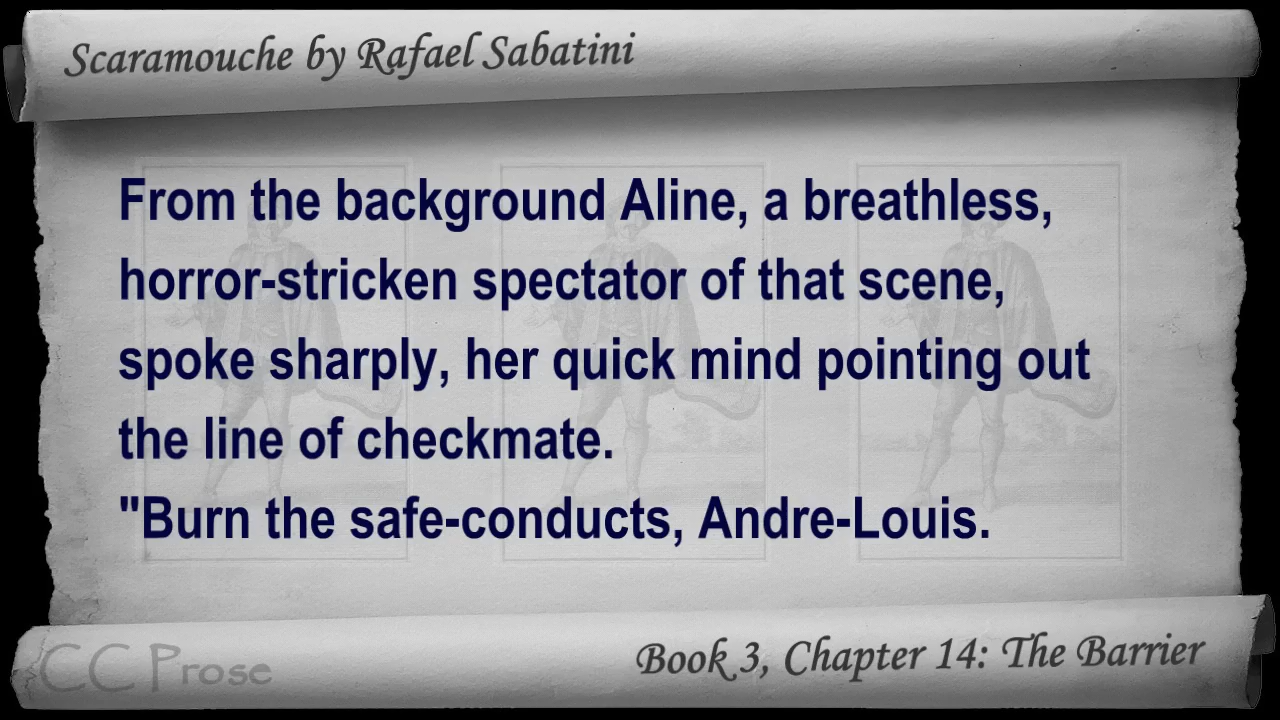 Scaramouche by Rafael Sabatini
From the background Aline, a breathless,
horror-stricken spectator of that scene,
spoke sharply, her quick mind pointing out
the line of checkmate.
"Burn the safe-conducts, Andre-Louis.
CC Prose
Book 3, Chapter 14: The Barrier